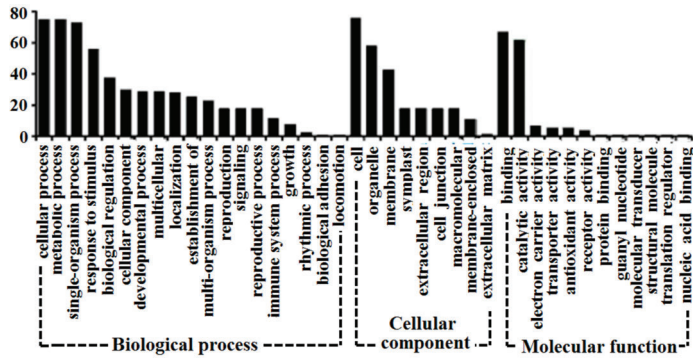 80
60
40
20
0
cellular process
metabolic process
single-organism process
response to stimulus
biological regulation
cellular component
developmental process
multicellular
localization
establishment of
multi-organism process
reproduction
signaling
reproductive process
immune system process
growth
rhythmic process
biological adhesion
locomotion
cell
organelle
membrane
symplast
extracellular region
cell junction
macromolecular
membrane-enclosed
extracellular matrix
binding
catalytic activity
electron carrier activity
transporter activity
antioxidant activity
receptor activity
protein binding
guanyl nucleotide
molecular transducer
structural molecule
translation regulator
nucleic acid binding
Biological process
Cellular
component
Molecular function